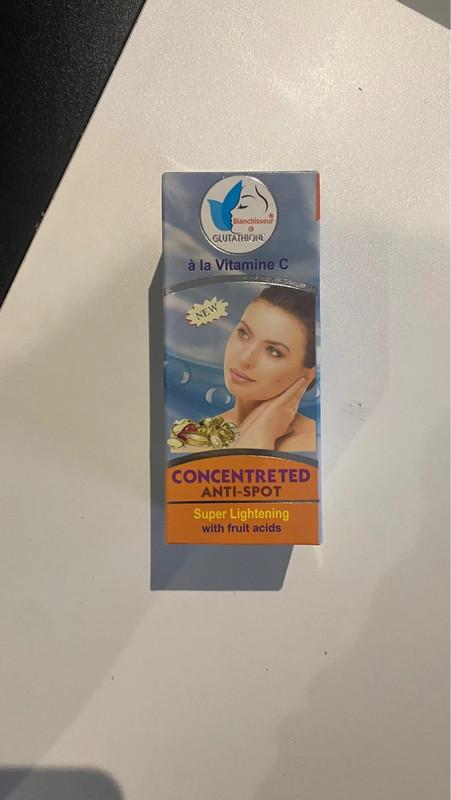 Blanchisseur®
@
GLUTATHIONE
à la Vitamine C
NEW
CONCENTRETED
ANTI-SPOT
Super Lightening
with fruit acids